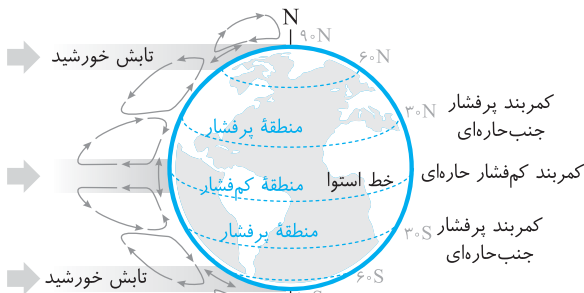 N
۹۰N
تابش خورشید
۶۰N
۳۰N
کمربند پرفشار
جنب‌حاره‌ای
منطقهٔ پرفشار
کمربند کم‌فشار حاره‌ای
خط استوا
منطقهٔ کم‌فشار
کمربند پرفشار
جنب‌حاره‌ای
منطقهٔ پرفشار
۳۰S
تابش خورشید
۶۰S